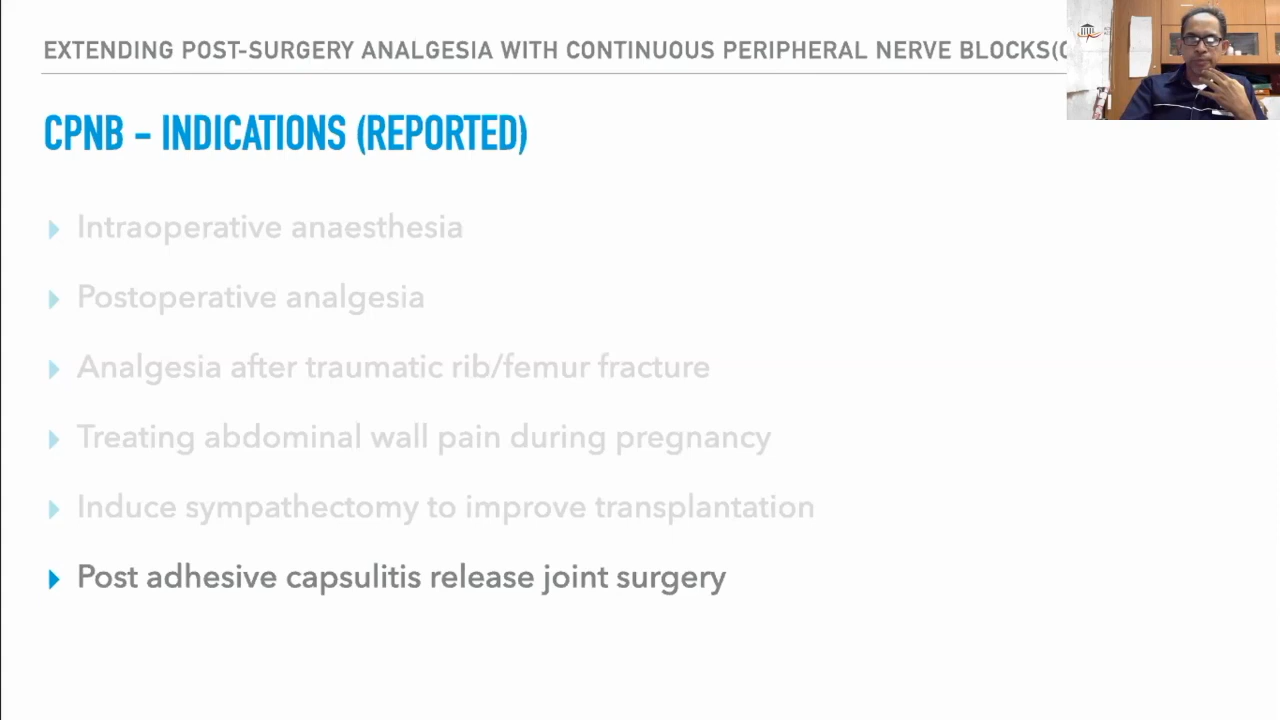 EXTENDING POST-SURGERY ANALGESIA WITH CONTINUOUS PERIPHERAL NERVE BLOCKS(
CPNB – INDICATIONS (REPORTED)
Intraoperative anaesthesia
Postoperative analgesia
Analgesia after traumatic rib/femur fracture
Treating abdominal wall pain during pregnancy
Induce sympathectomy to improve transplantation
Post adhesive capsulitis release joint surgery